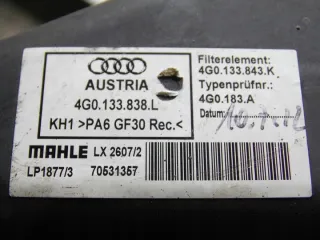 AUSTRIA
4G0.133.838.L
KH1 >PA6 GF30 Rec.<
Filterelement:
4G0.133.843.K
Typenprüfnr.:
4G0.183.A
Datum:
MAHLE LX 2607/2
LP1877/3 70531357